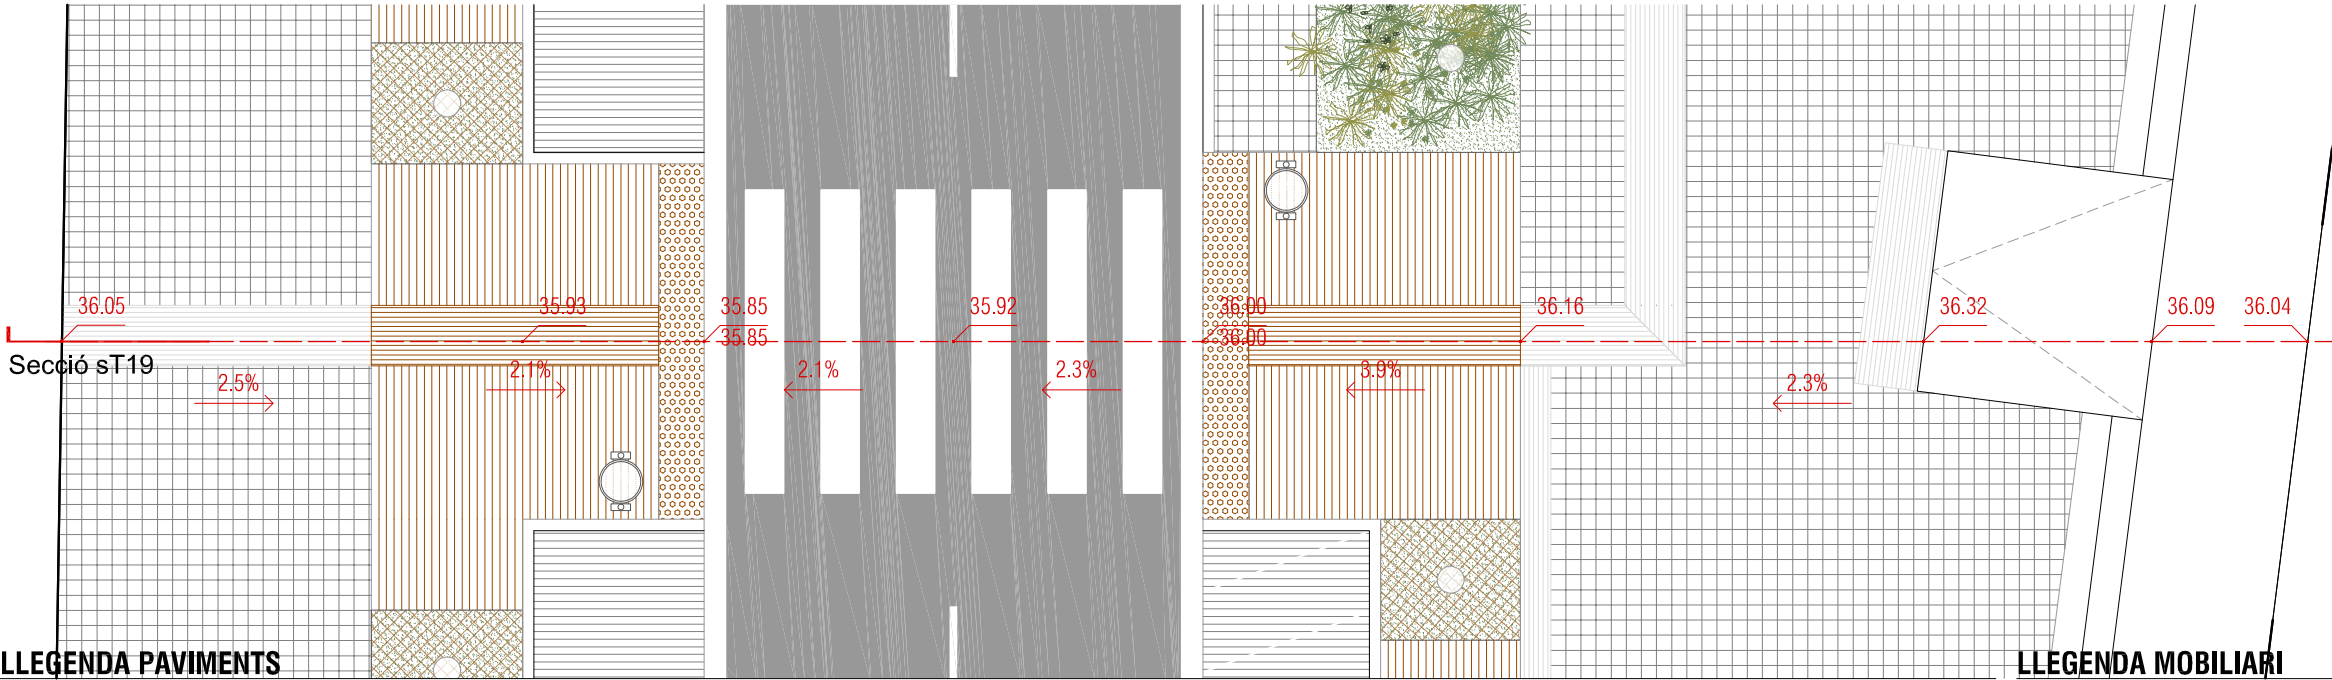 36.05 35.93 35.85 35.92 36.00 36.16 36.32 36.09 36.04
35.85 36.00
Secció sT19
2.5% 2.1% 2.1% 2.3% 3.9% 2.3%
LLEGENDA PAVIMENTS LLEGENDA MOBILIARI